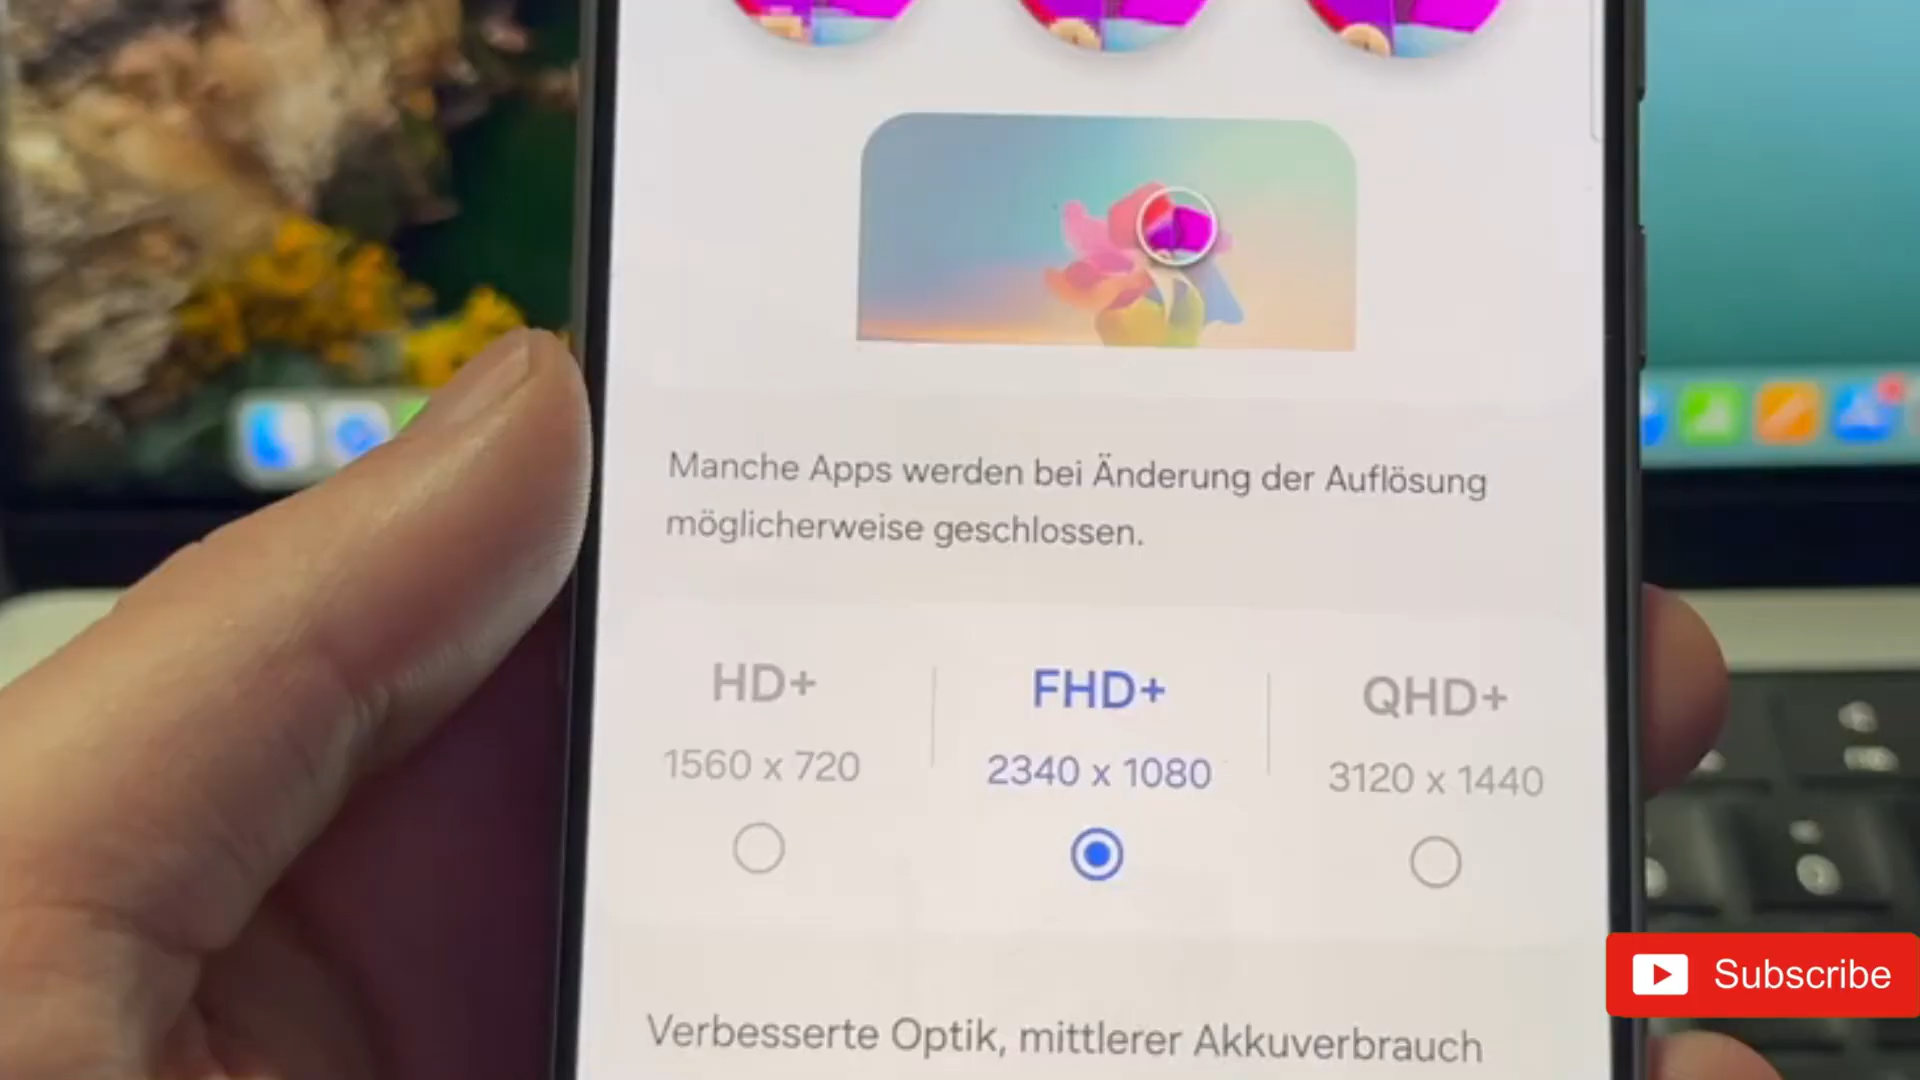 Manche Apps werden bei Änderung der Auflösung
möglicherweise geschlossen.
HD+
FHD+
QHD+
1560 x 720
2340 x 1080
3120 x 1440
Verbesserte Optik, mittlerer Akkuverbrauch
Subscribe